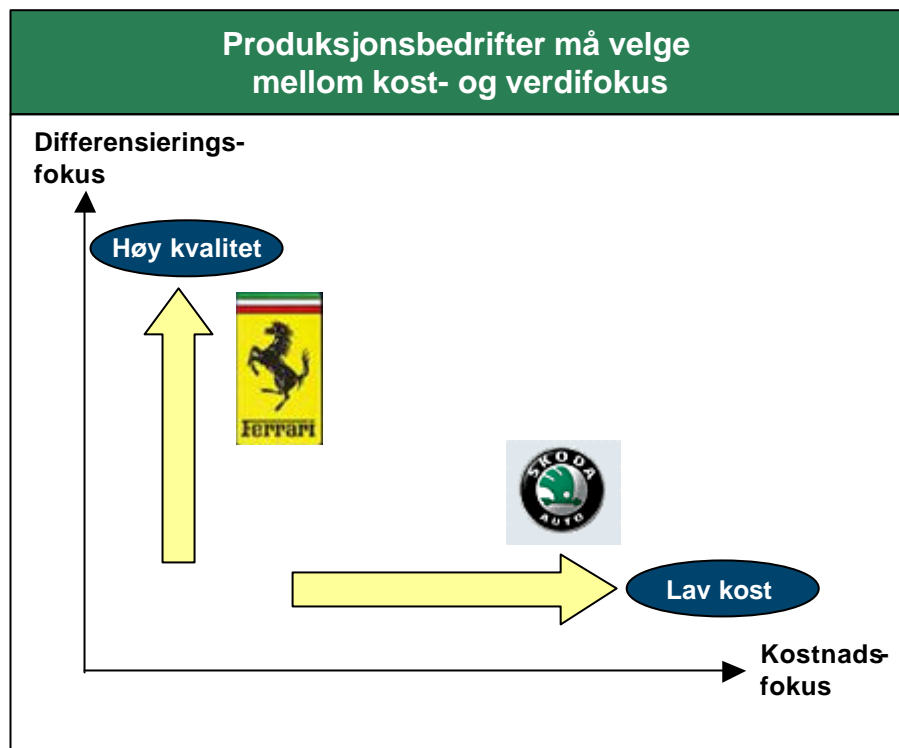 Produksjonsbedrifter må velge
mellom kost- og verdifokus
Differensierings-
fokus
Høy kvalitet
Ferrari
SKODA
AUTO
Lav kost
Kostnads-
fokus